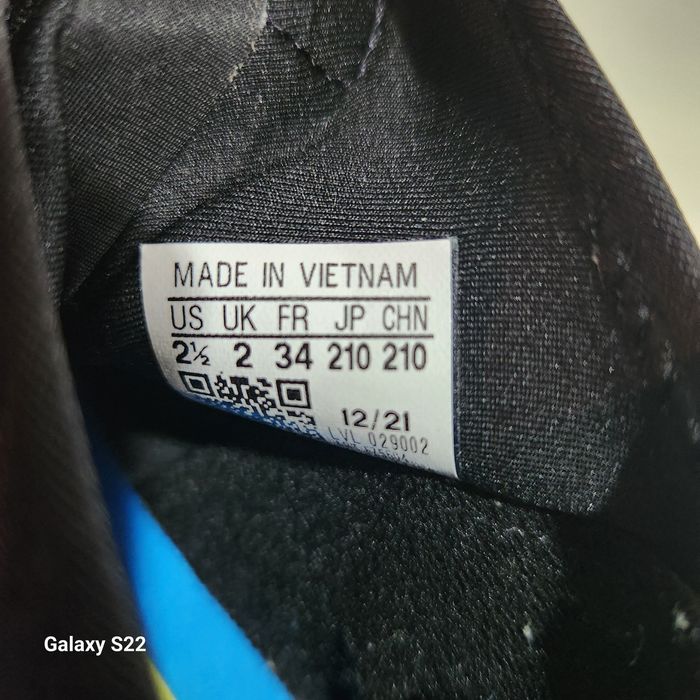 MADE IN VIETNAM
US UK FR JP CHN
2½ 2 34 210 210
12/21
LVL 029002
Galaxy S22